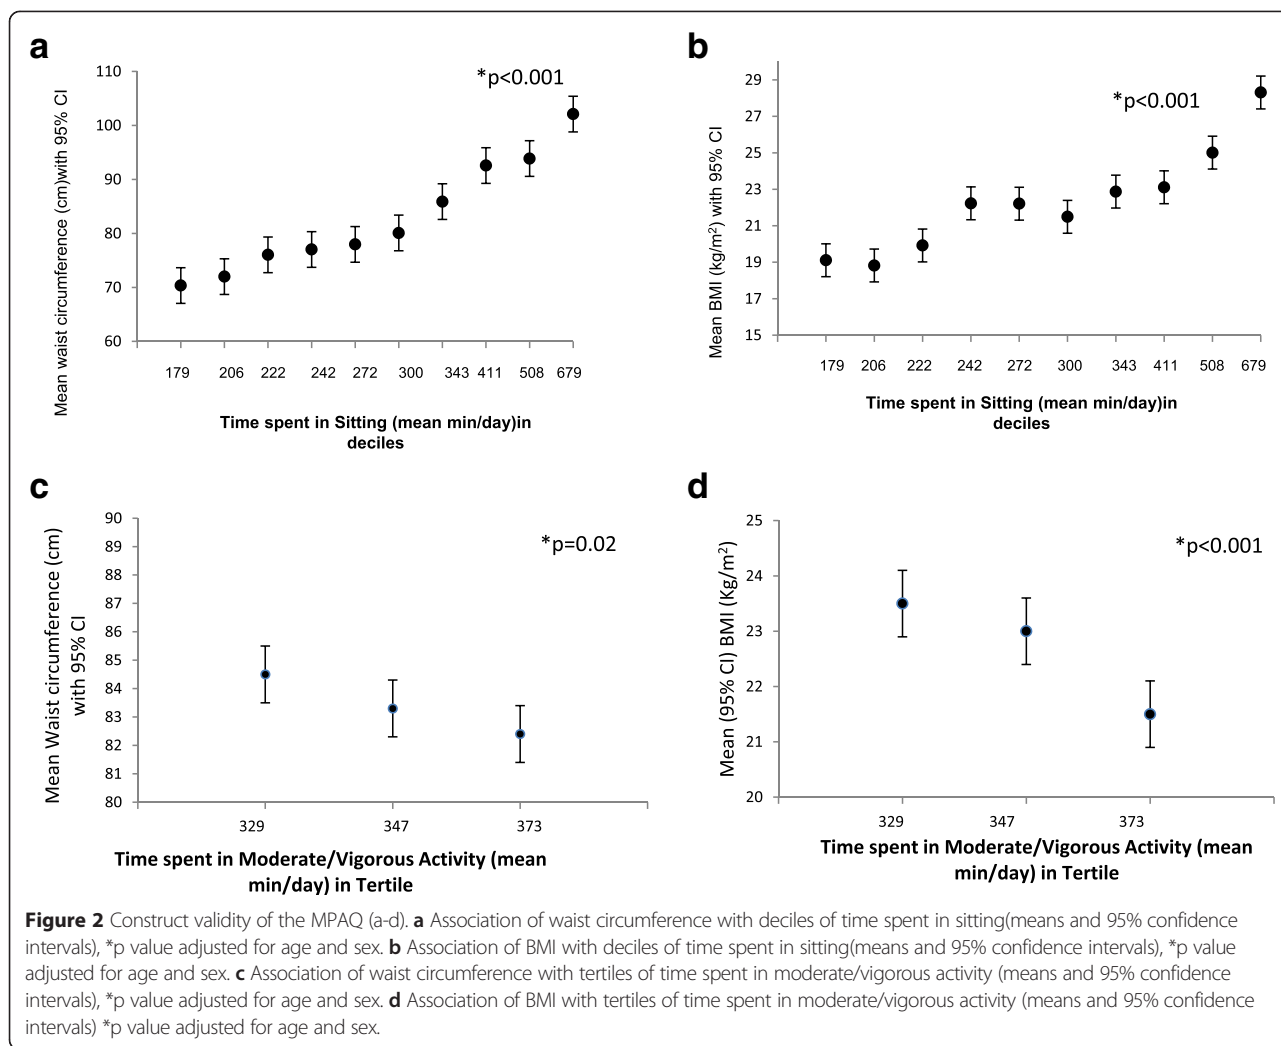 a
*p<0.001
Mean waist circumference (cm)with 95% CI
110
100
90
80
70
60
179 206 222 242 272 300 343 411 508 679
Time spent in Sitting (mean min/day)in
deciles
b
*p<0.001
Mean BMI (kg/m²) with 95% CI
29
27
25
23
21
19
17
15
179 206 222 242 272 300 343 411 508 679
Time spent in Sitting (mean min/day)in
deciles
c
*p=0.02
Mean Waist circumference (cm)
with 95% CI
90
89
88
87
86
85
84
83
82
81
80
329 347 373
Time spent in Moderate/Vigorous Activity (mean
min/day) in Tertile
d
*p<0.001
Mean (95% CI) BMI (Kg/m²)
25
24
23
22
21
20
329 347 373
Time spent in Moderate/Vigorous Activity (mean
min/day) in Tertile
Figure 2 Construct validity of the MPAQ (a-d). a Association of waist circumference with deciles of time spent in sitting(means and 95% confidence
intervals), *p value adjusted for age and sex. b Association of BMI with deciles of time spent in sitting(means and 95% confidence intervals), *p value
adjusted for age and sex. c Association of waist circumference with tertiles of time spent in moderate/vigorous activity (means and 95% confidence
intervals), *p value adjusted for age and sex. d Association of BMI with tertiles of time spent in moderate/vigorous activity (means and 95% confidence
intervals) *p value adjusted for age and sex.